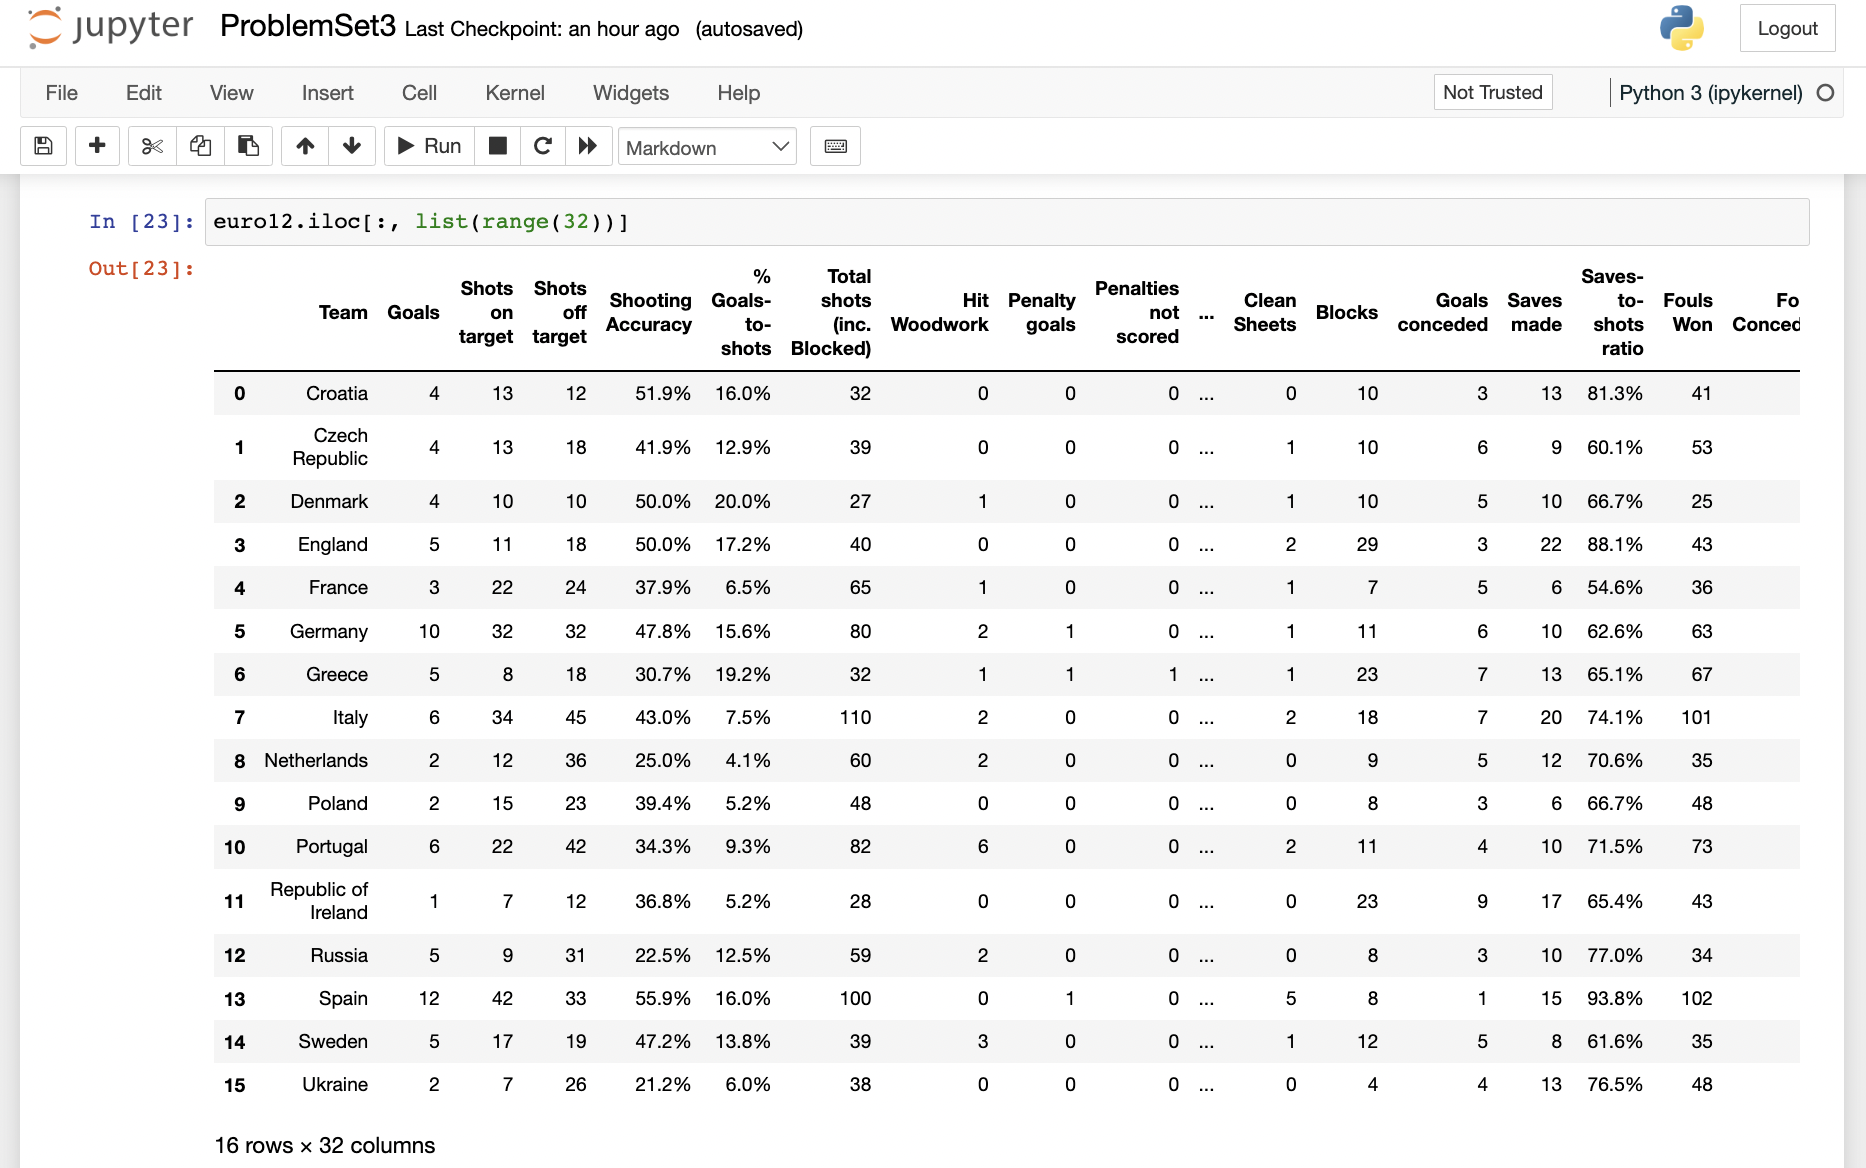 jupyter ProblemSet3 Last Checkpoint: an hour ago (autosaved)
Logout
File Edit View Insert Cell Kernel Widgets Help Not Trusted Python 3 (ipykernel)
Run Markdown
In [23]: euro12.iloc[:, list(range(32))]
Out[23]:
Team Goals Shots on target Shots off target Shooting Accuracy % Goals-to-shots Total shots (inc. Blocked) Hit Woodwork Penalty goals Penalties not scored ... Clean Sheets Blocks Goals conceded Saves made Saves-to-shots ratio Fouls Won Fo Conced
0 Croatia 4 13 12 51.9% 16.0% 32 0 0 0 ... 0 10 3 13 81.3% 41
1 Czech Republic 4 13 18 41.9% 12.9% 39 0 0 0 ... 1 10 6 9 60.1% 53
2 Denmark 4 10 10 50.0% 20.0% 27 1 0 0 ... 1 10 5 10 66.7% 25
3 England 5 11 18 50.0% 17.2% 40 0 0 0 ... 2 29 3 22 88.1% 43
4 France 3 22 24 37.9% 6.5% 65 1 0 0 ... 1 7 5 6 54.6% 36
5 Germany 10 32 32 47.8% 15.6% 80 2 1 0 ... 1 11 6 10 62.6% 63
6 Greece 5 8 18 30.7% 19.2% 32 1 1 1 ... 1 23 7 13 65.1% 67
7 Italy 6 34 45 43.0% 7.5% 110 2 0 0 ... 2 18 7 20 74.1% 101
8 Netherlands 2 12 36 25.0% 4.1% 60 2 0 0 ... 0 9 5 12 70.6% 35
9 Poland 2 15 23 39.4% 5.2% 48 0 0 0 ... 0 8 3 6 66.7% 48
10 Portugal 6 22 42 34.3% 9.3% 82 6 0 0 ... 2 11 4 10 71.5% 73
11 Republic of Ireland 1 7 12 36.8% 5.2% 28 0 0 0 ... 0 23 9 17 65.4% 43
12 Russia 5 9 31 22.5% 12.5% 59 2 0 0 ... 0 8 3 10 77.0% 34
13 Spain 12 42 33 55.9% 16.0% 100 0 1 0 ... 5 8 1 15 93.8% 102
14 Sweden 5 17 19 47.2% 13.8% 39 3 0 0 ... 1 12 5 8 61.6% 35
15 Ukraine 2 7 26 21.2% 6.0% 38 0 0 0 ... 0 4 4 13 76.5% 48
16 rows × 32 columns